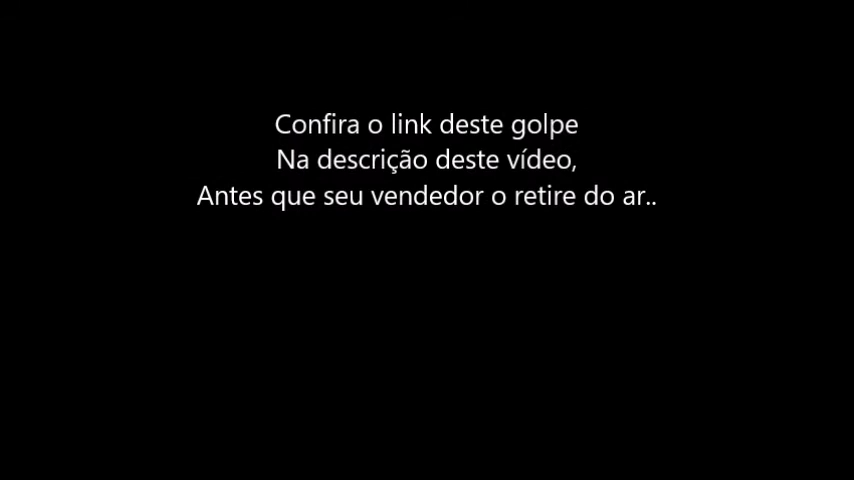 Confira o link deste golpe
Na descrição deste vídeo,
Antes que seu vendedor o retire do ar..